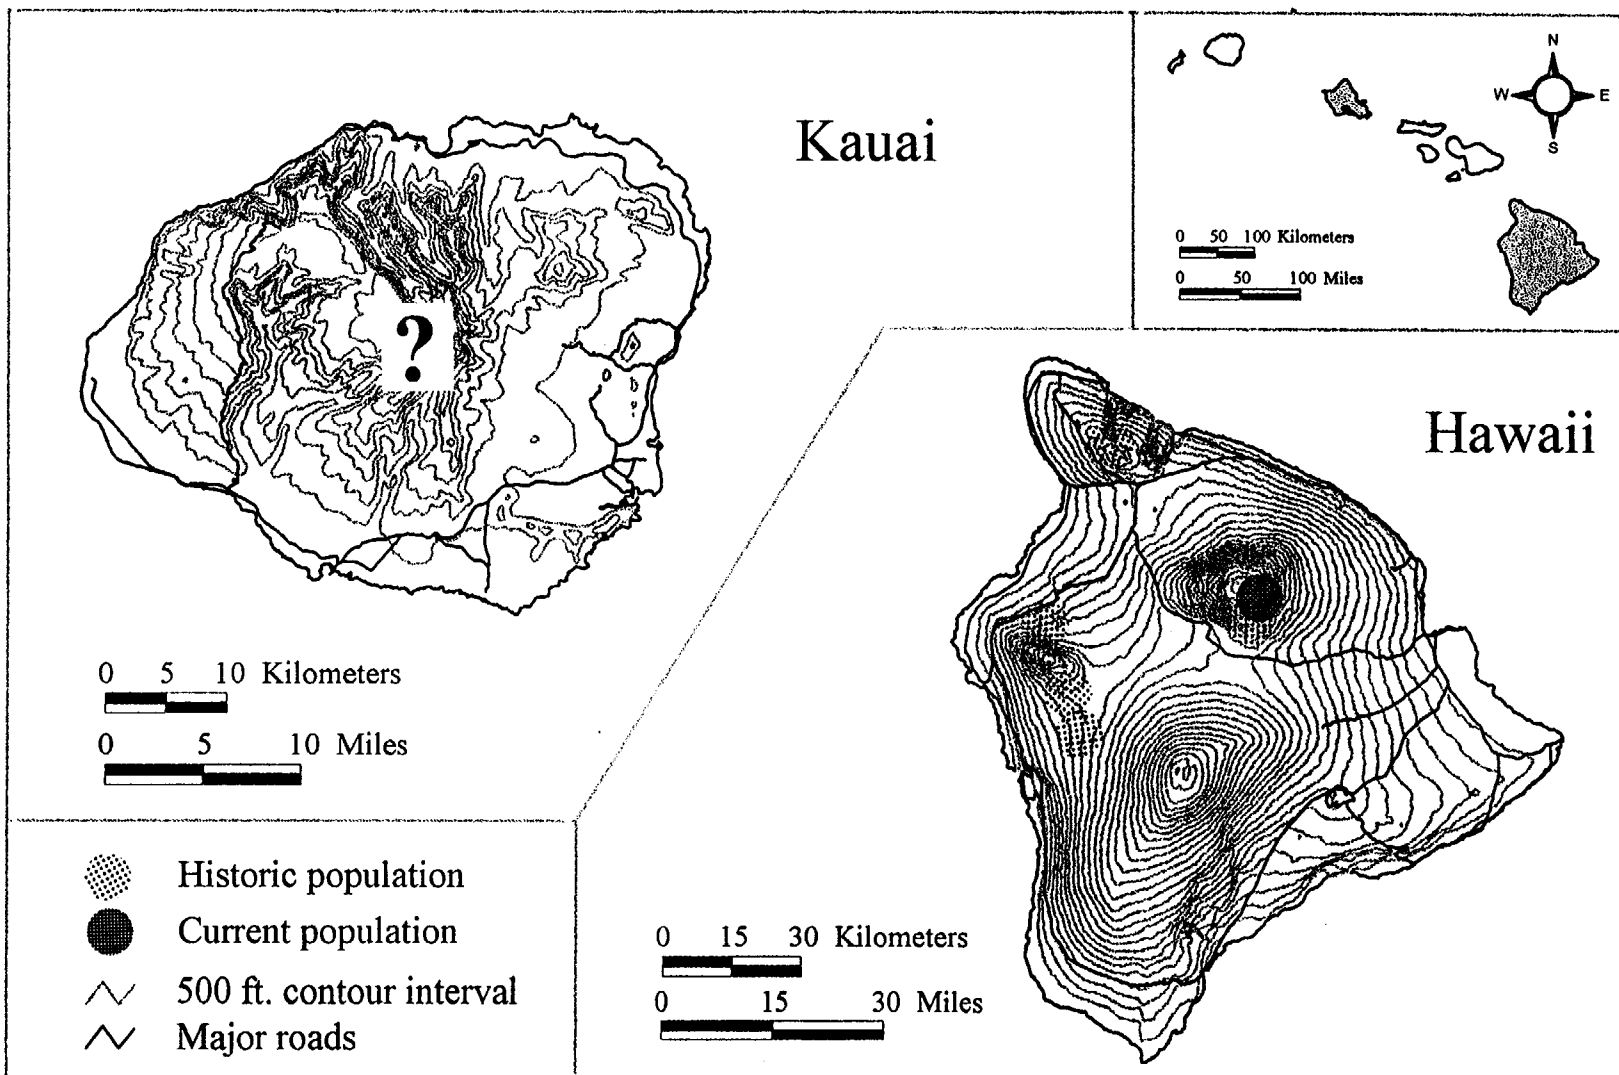 Kauai
N
W E
S
0 50 100 Kilometers
0 50 100 Miles
?
Hawaii
0 5 10 Kilometers
0 5 10 Miles
Historic population
Current population
500 ft. contour interval
Major roads
0 15 30 Kilometers
0 15 30 Miles